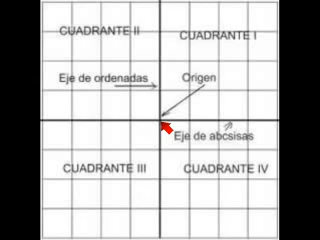 CUADRANTE II
CUADRANTE I
Eje de ordenadas
Origen
Eje de abcsisas
CUADRANTE III
CUADRANTE IV